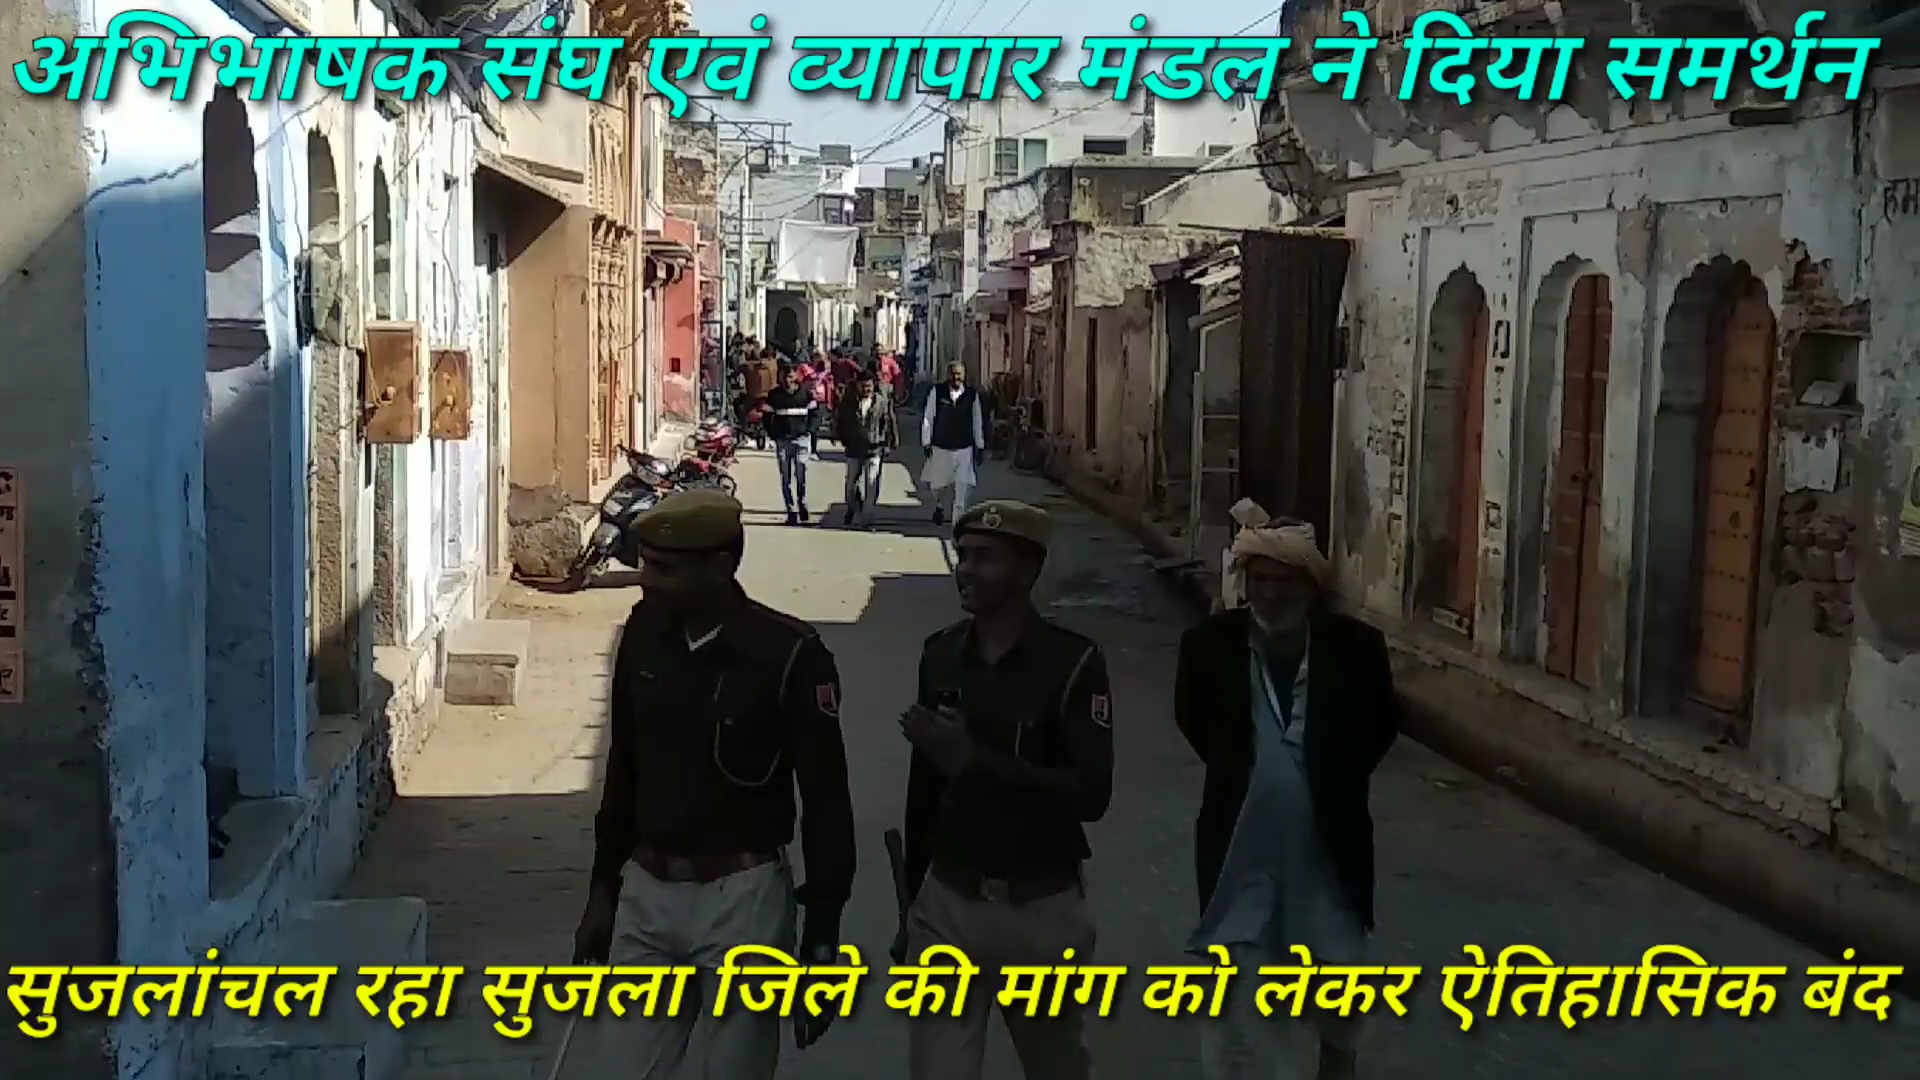 अभिभाषक संघ एवं व्यापार मंडल ने दिया समर्थन
सुजलांचल रहा सुजला जिले की मांग को लेकर ऐतिहासिक बंद